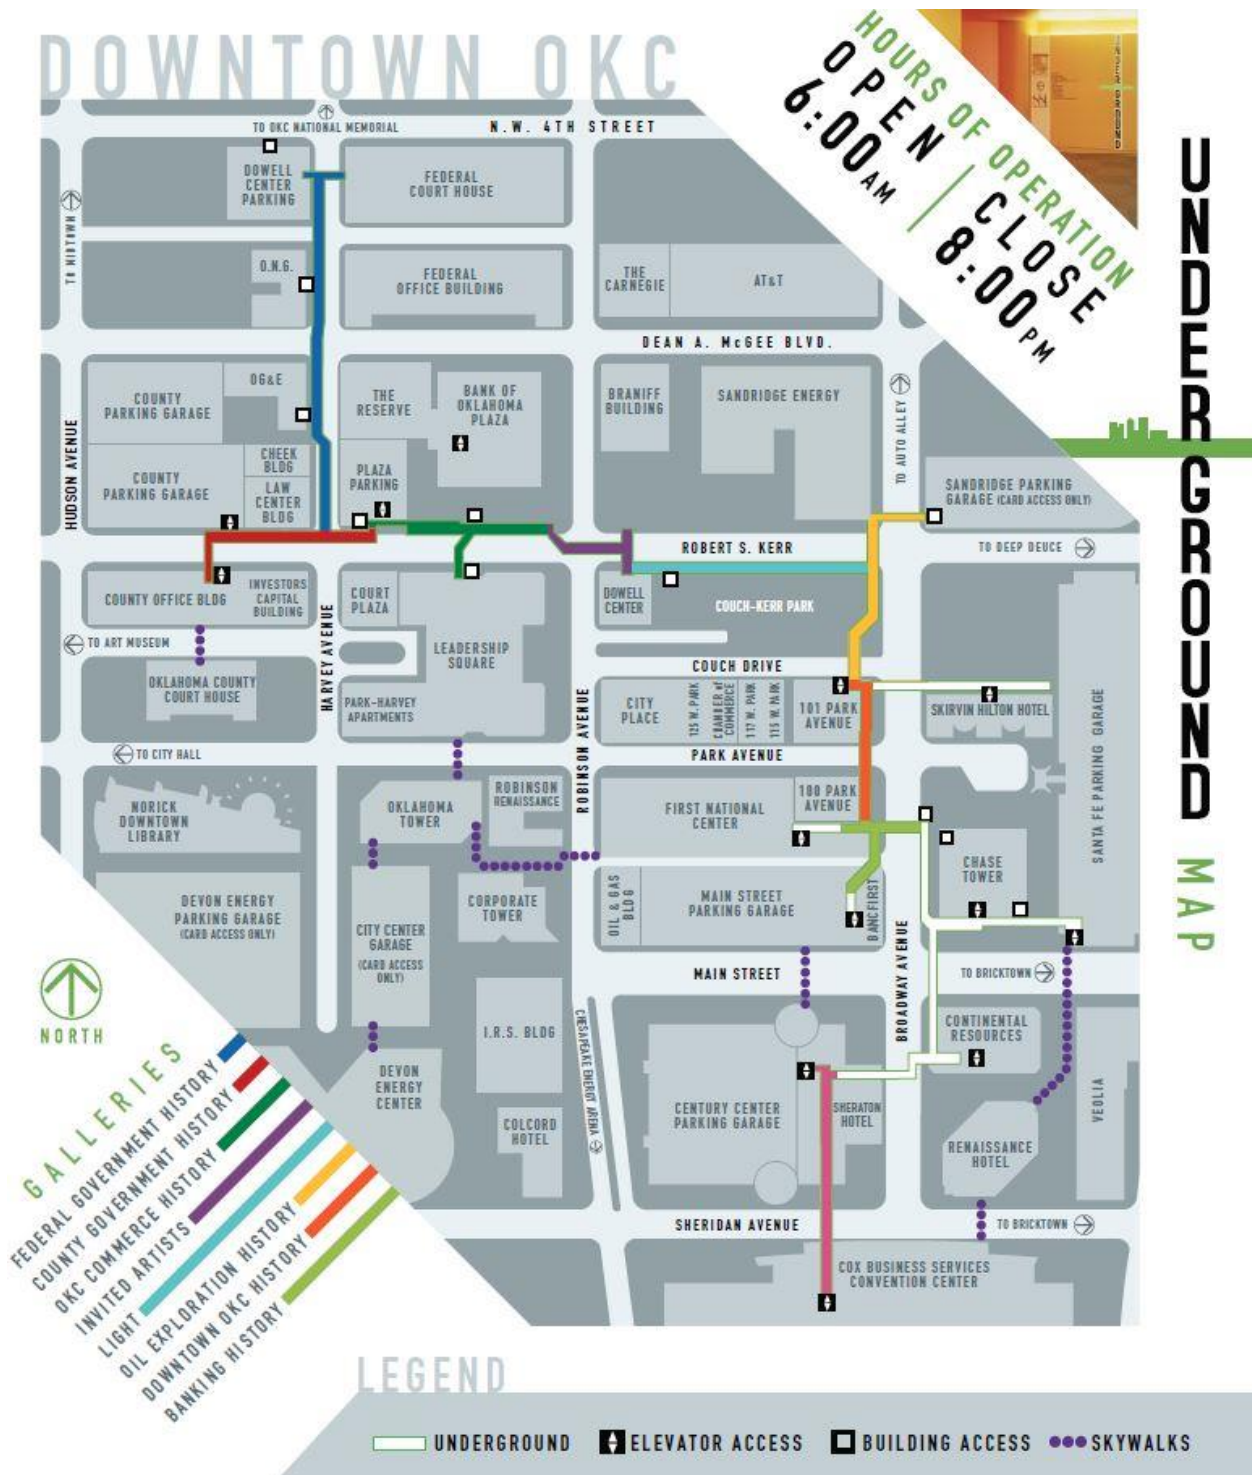 DOWNTOWN OKC
HOURS OF OPERATION
OPEN
6:00 AM
CLOSE
8:00 PM
UNDERGROUND MAP
TO OKC NATIONAL MEMORIAL
N.W. 4TH STREET
DOWELL
CENTER
PARKING
FEDERAL
COURT HOUSE
TO MIDTOWN
O.N.G.
FEDERAL
OFFICE BUILDING
THE
CARNEGIE
AT&T
DEAN A. McGEE BLVD.
HUDSON AVENUE
COUNTY
PARKING GARAGE
OG&E
THE
RESERVE
BANK OF
OKLAHOMA
PLAZA
BRANIFF
BUILDING
SANDRIDGE ENERGY
TO AUTO ALLEY
COUNTY
PARKING GARAGE
CHEEK
BLDG
LAW
CENTER
BLDG
PLAZA
PARKING
SANDRIDGE PARKING
GARAGE (CARD ACCESS ONLY)
ROBERT S. KERR
TO DEEP DEUCE
COUNTY OFFICE BLDG
INVESTORS
CAPITAL
BUILDING
HARVEY AVENUE
COURT
PLAZA
DOWELL
CENTER
COUCH-KERR PARK
TO ART MUSEUM
LEADERSHIP
SQUARE
COUCH DRIVE
OKLAHOMA COUNTY
COURT HOUSE
PARK-HARVEY
APARTMENTS
ROBINSON AVENUE
CITY
PLACE
125 W. PARK
CHAMBER of
COMMERCE
117 W. PARK
115 W. PARK
101 PARK
AVENUE
SKIRVIN HILTON HOTEL
SANTA FE PARKING GARAGE
TO CITY HALL
PARK AVENUE
NORICK
DOWNTOWN
LIBRARY
OKLAHOMA
TOWER
ROBINSON
RENAISSANCE
FIRST NATIONAL
CENTER
100 PARK
AVENUE
CHASE
TOWER
DEVON ENERGY
PARKING GARAGE
(CARD ACCESS ONLY)
CITY CENTER
GARAGE
(CARD ACCESS
ONLY)
CORPORATE
TOWER
OIL & GAS
BLDG
MAIN STREET
PARKING GARAGE
BANCFIRST
BROADWAY AVENUE
MAIN STREET
TO BRICKTOWN
NORTH
I.R.S. BLDG
CHESAPEAKE ENERGY ARENA
CONTINENTAL
RESOURCES
DEVON
ENERGY
CENTER
COLCORD
HOTEL
CENTURY CENTER
PARKING GARAGE
SHERATON
HOTEL
RENAISSANCE
HOTEL
VEOLIA
SHERIDAN AVENUE
TO BRICKTOWN
COX BUSINESS SERVICES
CONVENTION CENTER
GALLERIES
FEDERAL GOVERNMENT HISTORY
COUNTY GOVERNMENT HISTORY
OKC COMMERCE HISTORY
INVITED ARTISTS
LIGHT
OIL EXPLORATION HISTORY
DOWNTOWN OKC HISTORY
BANKING HISTORY
LEGEND
UNDERGROUND
ELEVATOR ACCESS
BUILDING ACCESS
SKYWALKS